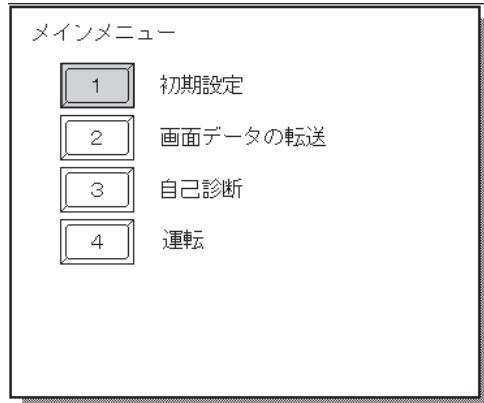 メインメニュー
1 初期設定
2 画面データの転送
3 自己診断
4 運転